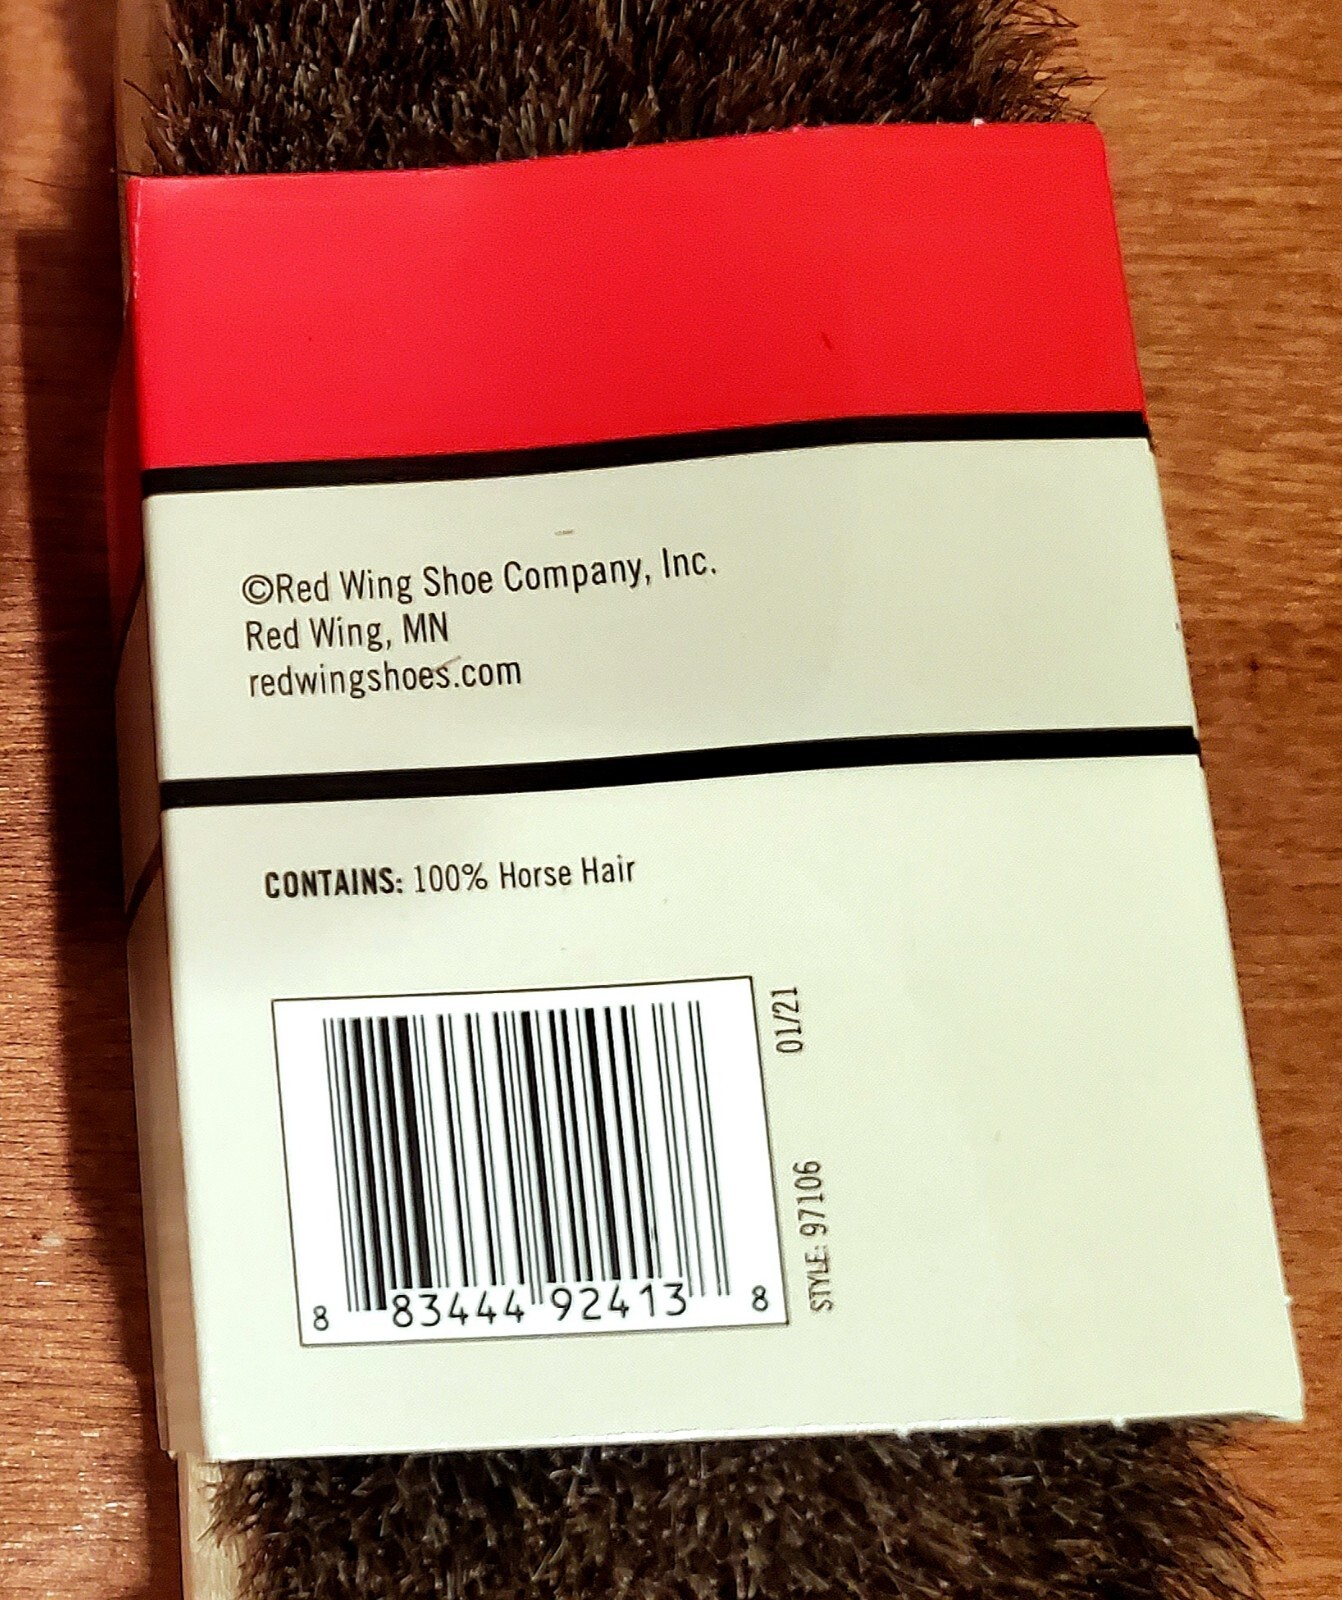 ©Red Wing Shoe Company, Inc.
Red Wing, MN
redwingshoes.com
CONTAINS: 100% Horse Hair
8 83444 92413 8
STYLE: 97106 01/21